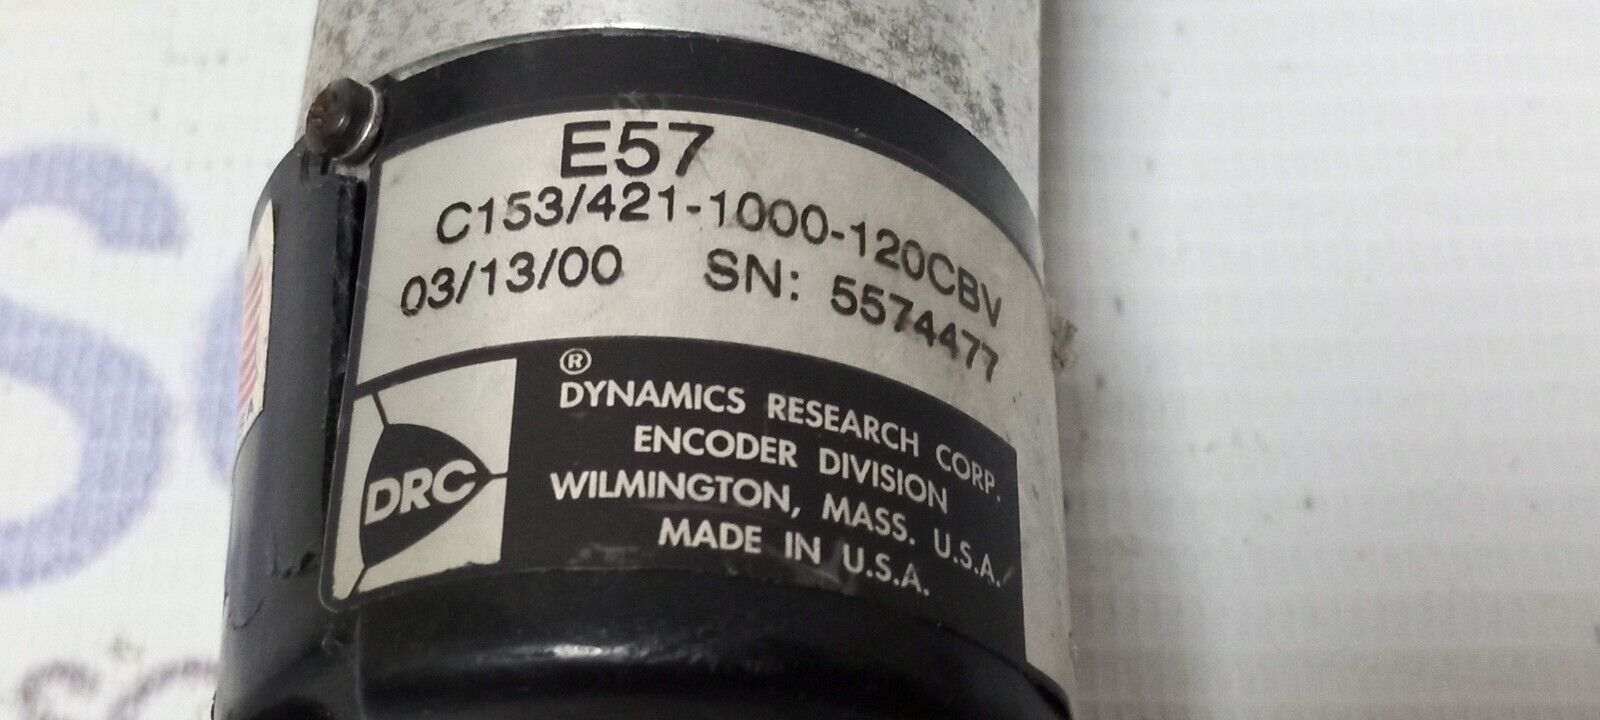 E57
C153/421-1000-120CBV
03/13/00 SN: 5574477
®
DYNAMICS RESEARCH CORP.
ENCODER DIVISION
WILMINGTON, MASS. U.S.A.
MADE IN U.S.A.
DRC